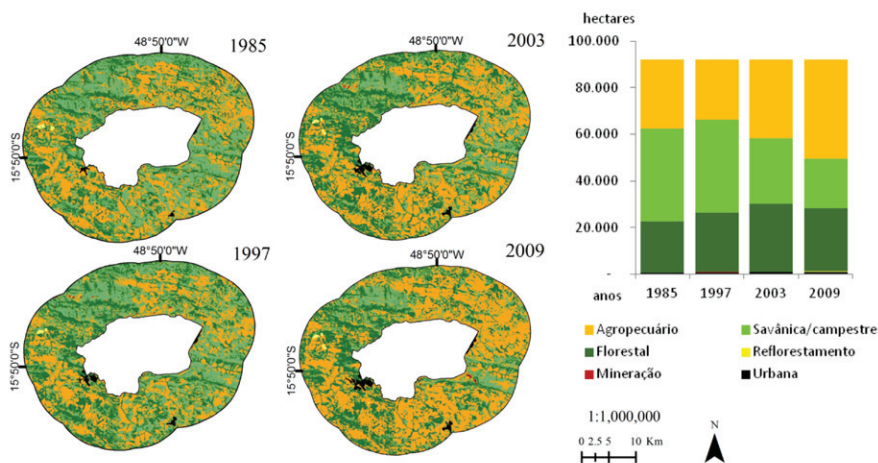 48°50'0"W
1985
15°50'0"S
48°50'0"W
2003
15°50'0"S
48°50'0"W
1997
15°50'0"S
48°50'0"W
2009
15°50'0"S
hectares
100.000
80.000
60.000
40.000
20.000
-
anos 1985 1997 2003 2009
Agropecuário Savânica/campestre
Florestal Reflorestamento
Mineração Urbana
1:1,000,000
0 2.5 5 10 Km
N